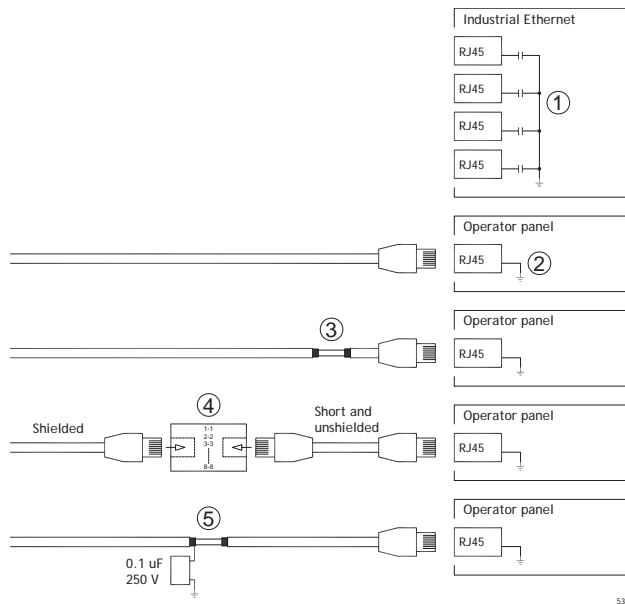 Industrial Ethernet
RJ45
RJ45
RJ45
RJ45
1
Operator panel
RJ45
2
Operator panel
3
RJ45
Operator panel
4
Shielded
1-1
2-2
3-3
8-8
Short and
unshielded
RJ45
Operator panel
5
RJ45
0.1 uF
250 V
53